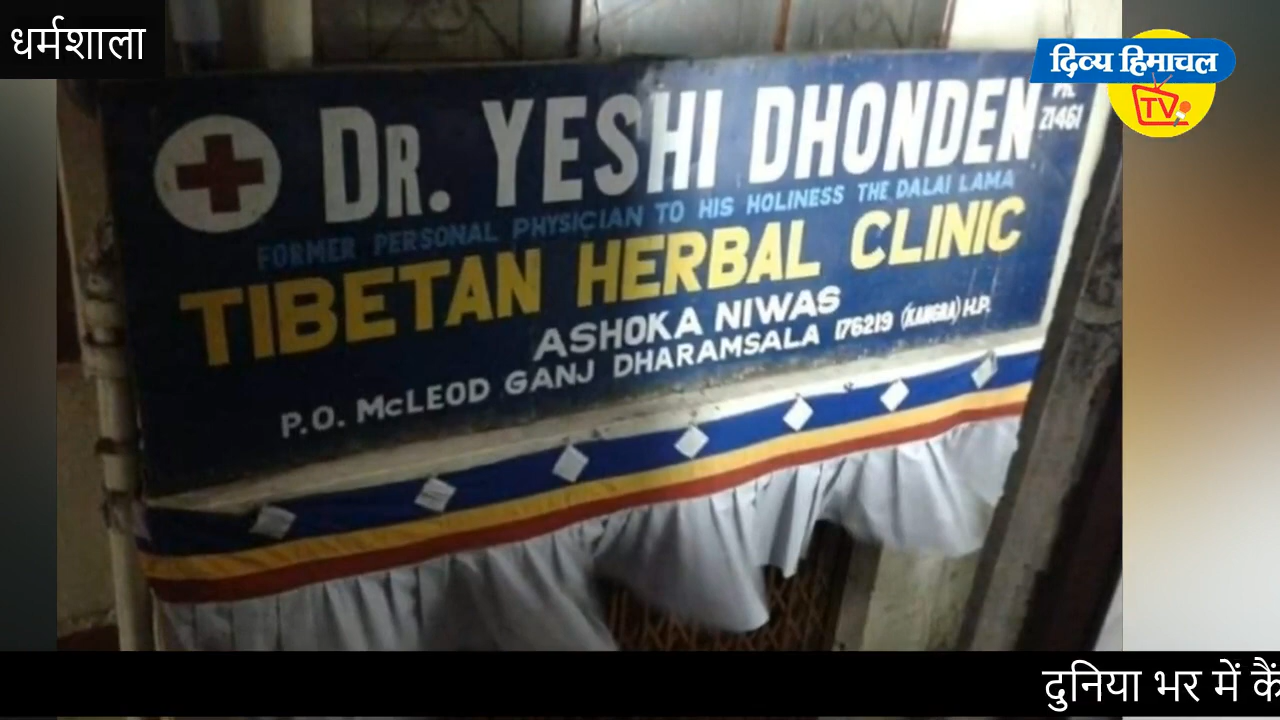 धर्मशाला
दिव्य हिमाचल
TV
DR. YESHI DHONDEN
PH.
21461
FORMER PERSONAL PHYSICIAN TO HIS HOLINESS THE DALAI LAMA
TIBETAN HERBAL CLINIC
ASHOKA NIWAS
P.O. McLEOD GANJ DHARAMSALA 176219 (KANGRA) H.P.
दुनिया भर में कैं